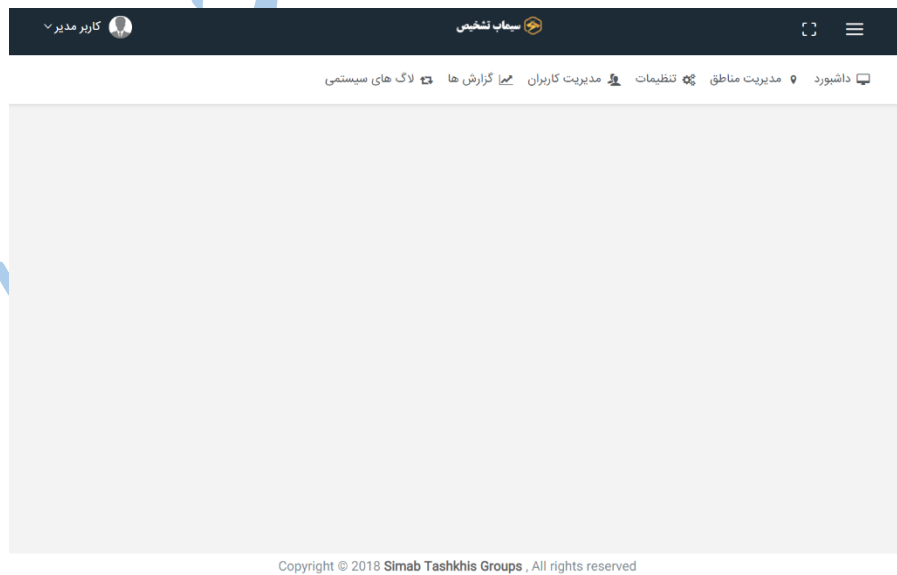 سیماب تشخیص
کاربر مدیر
داشبورد مدیریت مناطق تنظیمات مدیریت کاربران گزارش ها لاگ های سیستمی
Copyright © 2018 Simab Tashkhis Groups , All rights reserved